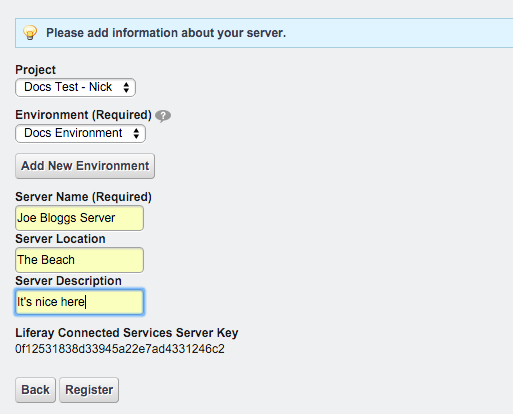 Please add information about your server.
Project
Docs Test - Nick
Environment (Required)
Docs Environment
Add New Environment
Server Name (Required)
Joe Bloggs Server
Server Location
The Beach
Server Description
It's nice here
Liferay Connected Services Server Key
0f12531838d33945a22e7ad4331246c2
Back Register